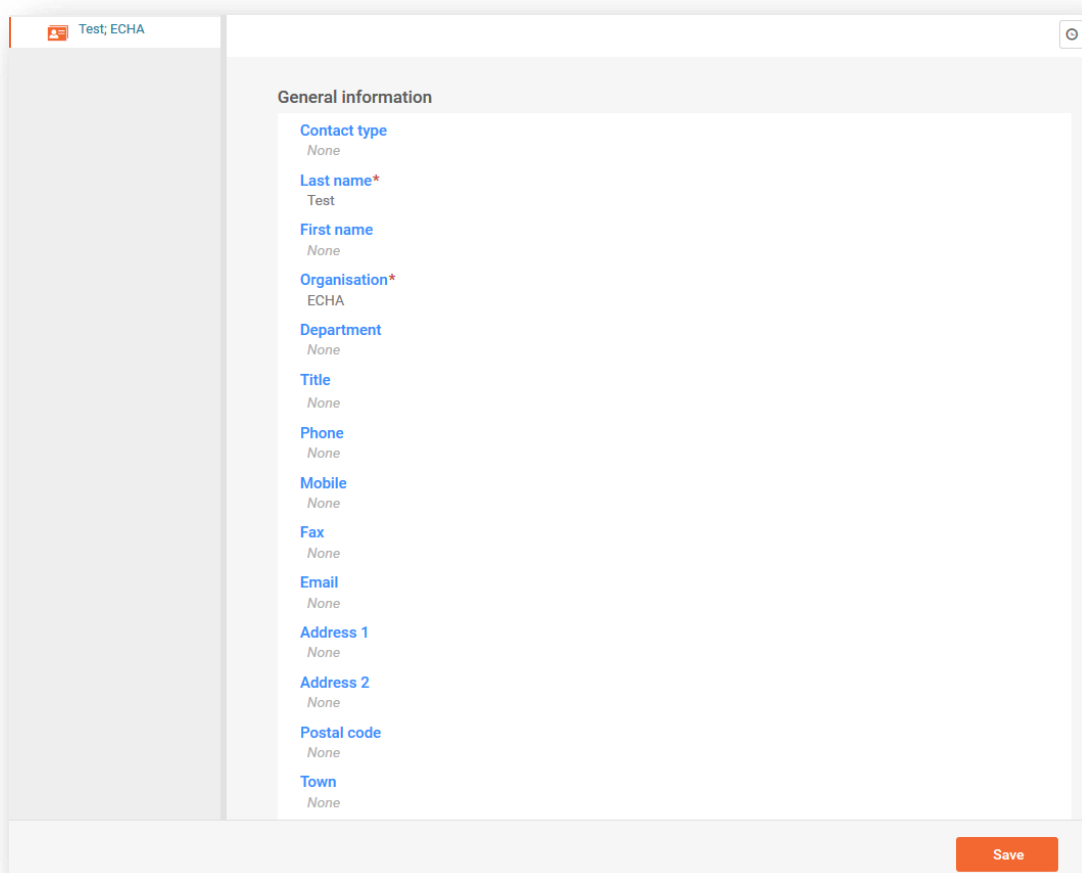 Test; ECHA
General information
Contact type
None
Last name*
Test
First name
None
Organisation*
ECHA
Department
None
Title
None
Phone
None
Mobile
None
Fax
None
Email
None
Address 1
None
Address 2
None
Postal code
None
Town
None
Save